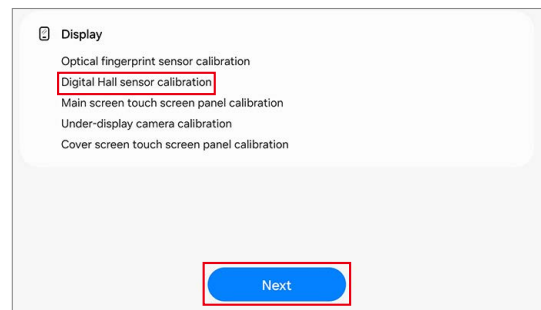 Display
Optical fingerprint sensor calibration
Digital Hall sensor calibration
Main screen touch screen panel calibration
Under-display camera calibration
Cover screen touch screen panel calibration
Next